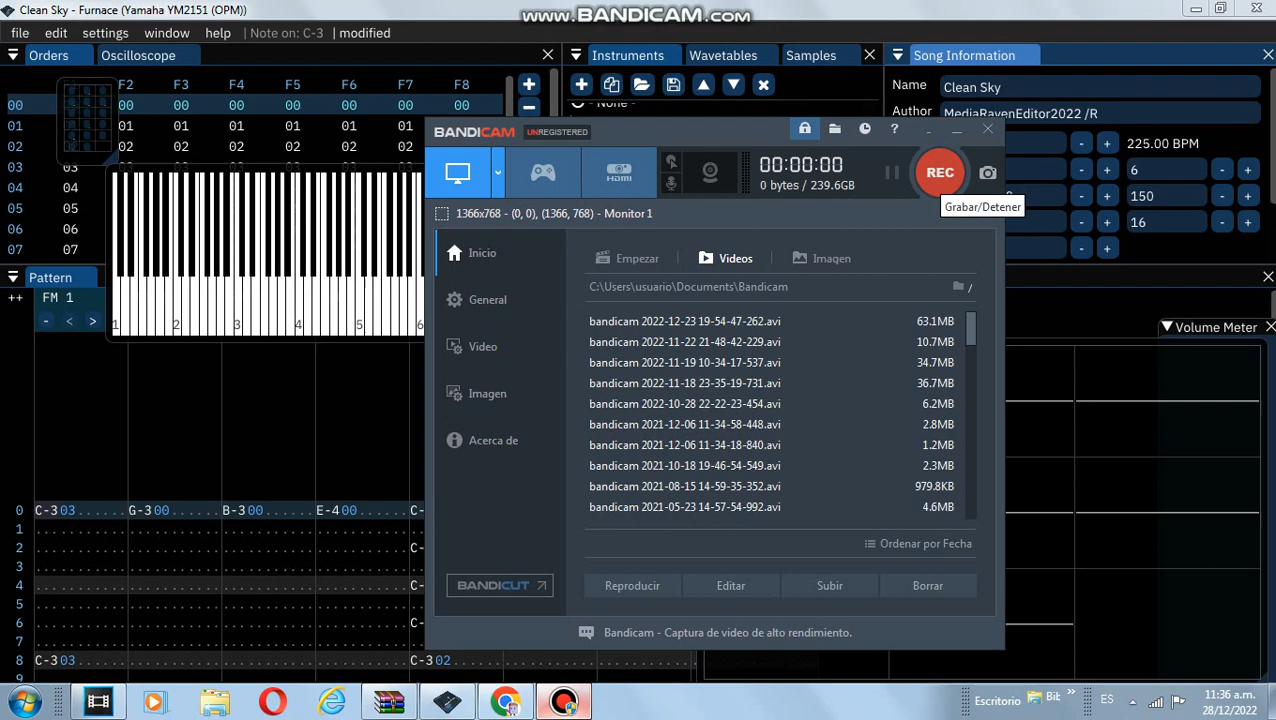 Clean Sky - Furnace (Yamaha YM2151 (OPM))
www.BANDICAM.com
file edit settings window help | Note on: C-3 | modified
Orders Oscilloscope
F2 F3 F4 F5 F6 F7 F8
00 00 00 00 00 00 00 00
01 01 01 01
02 02 01 01
03 03
04 04
05 05
06 06
07 07
1 2 3 4 5 6
Pattern
++ FM 1
- < >
0 C-3 03 G-3 00 B-3 00 E-4 00 C-
1
2 C-
3
4 C-
5
6 C-
7
8 C-3 03 C-3 02
9
Instruments Wavetables Samples
- None -
Song Information
Name Clean Sky
Author MediaRavenEditor2022 /R
- + 225.00 BPM
- + 6 - +
- + 150 - +
- + 16 - +
- +
Volume Meter
BANDICAM UNREGISTERED
HDMI
00:00:00
0 bytes / 239.6GB
REC
Grabar/Detener
1366x768 - (0, 0), (1366, 768) - Monitor 1
Inicio
General
Video
Imagen
Acerca de
BANDICUT
Empezar Videos Imagen
C:\Users\usuario\Documents\Bandicam /
bandicam 2022-12-23 19-54-47-262.avi 63.1MB
bandicam 2022-11-22 21-48-42-229.avi 10.7MB
bandicam 2022-11-19 10-34-17-537.avi 34.7MB
bandicam 2022-11-18 23-35-19-731.avi 36.7MB
bandicam 2022-10-28 22-22-23-454.avi 6.2MB
bandicam 2021-12-06 11-34-58-448.avi 2.8MB
bandicam 2021-12-06 11-34-18-840.avi 1.2MB
bandicam 2021-10-18 19-46-54-549.avi 2.3MB
bandicam 2021-08-15 14-59-35-352.avi 979.8KB
bandicam 2021-05-23 14-57-54-992.avi 4.6MB
Ordenar por Fecha
Reproducir Editar Subir Borrar
Bandicam - Captura de video de alto rendimiento.
Escritorio Bib » ES
11:36 a.m.
28/12/2022